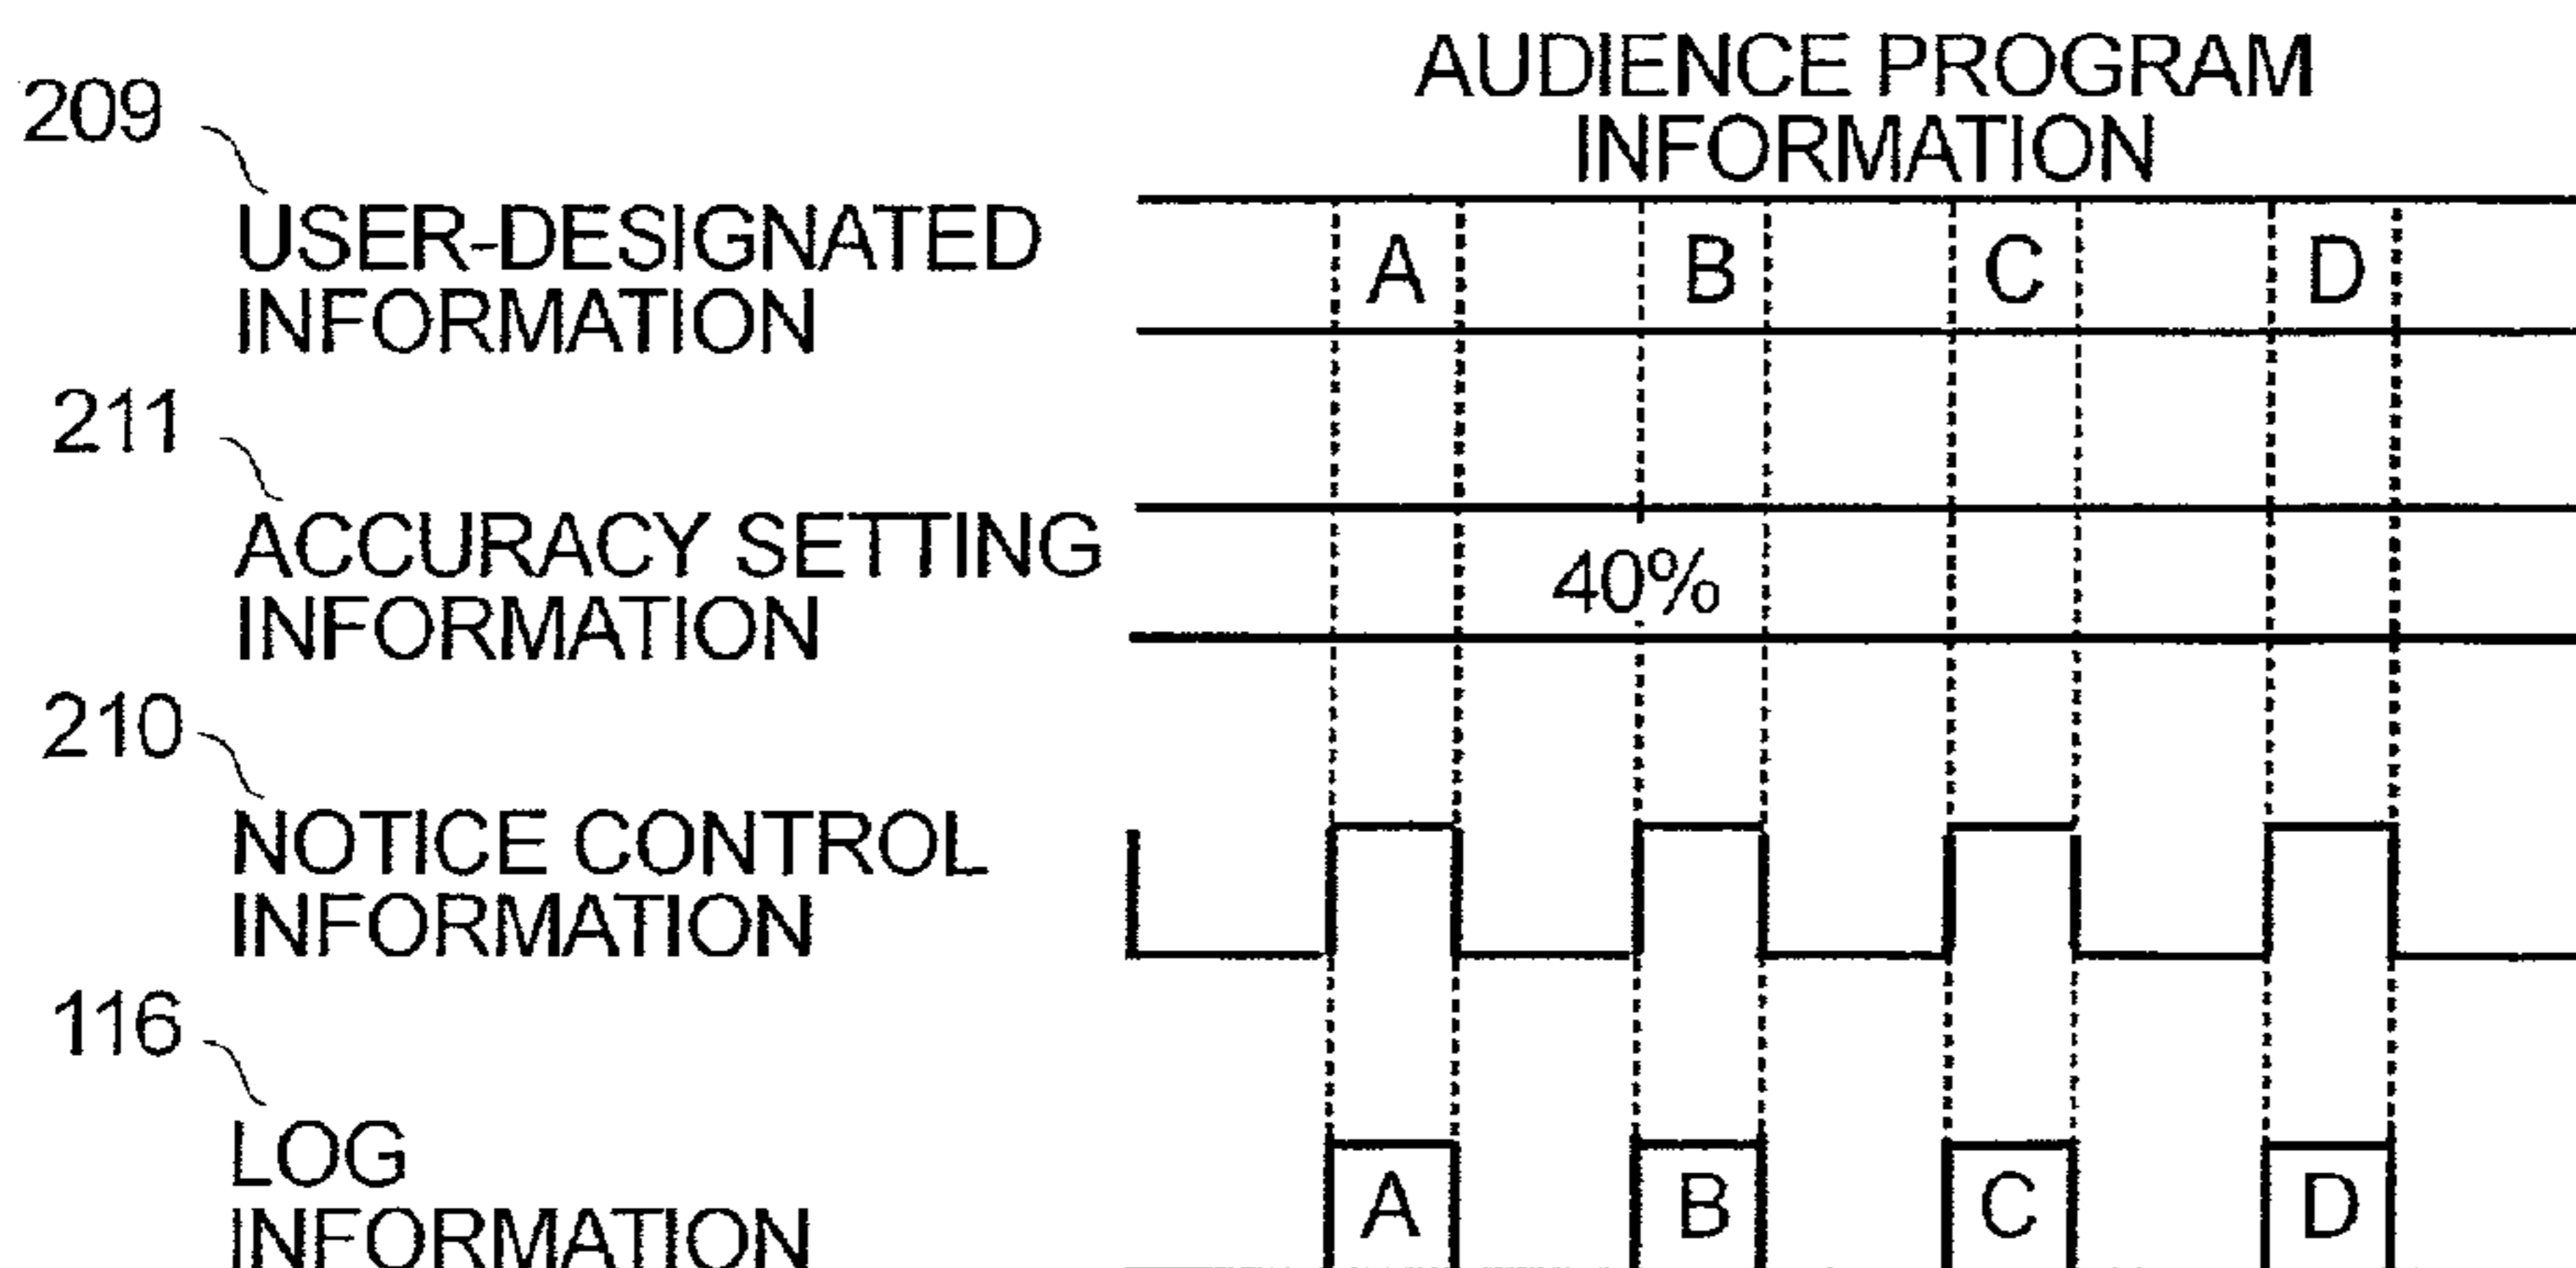 AUDIENCE PROGRAM
INFORMATION
209
USER-DESIGNATED
INFORMATION
A B C D
211
ACCURACY SETTING
INFORMATION
40%
210
NOTICE CONTROL
INFORMATION
116
LOG
INFORMATION
A B C D